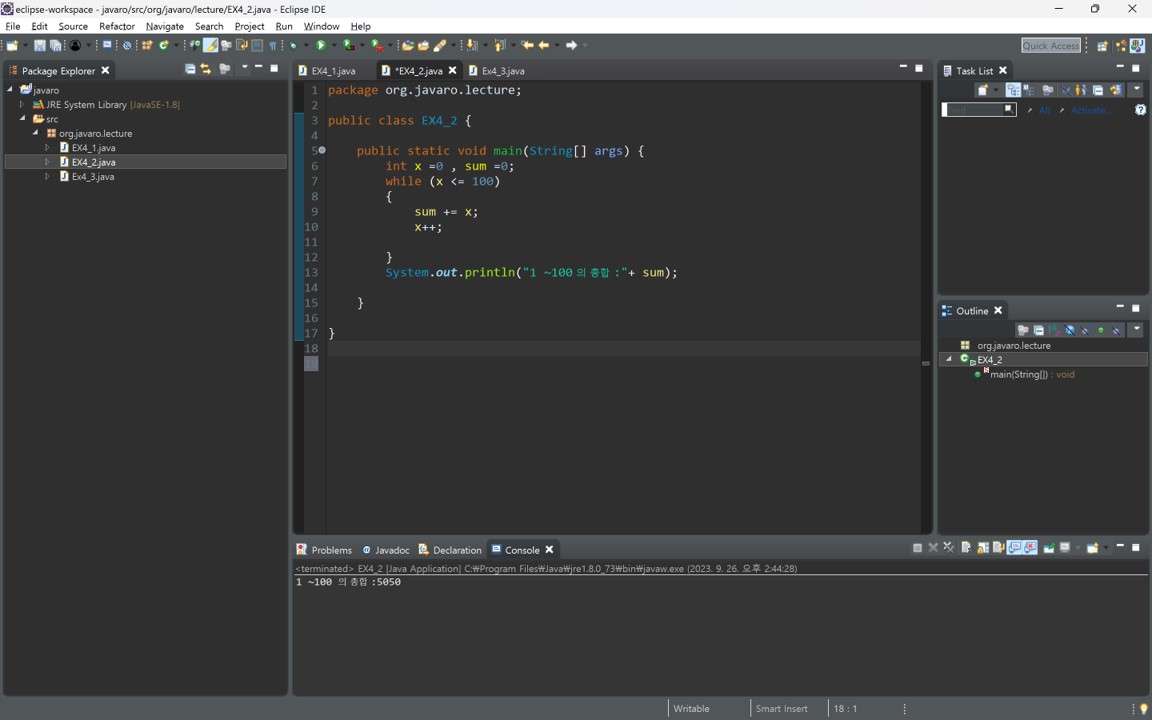 eclipse-workspace - javaro/src/org/javaro/lecture/EX4_2.java - Eclipse IDE
File Edit Source Refactor Navigate Search Project Run Window Help
Quick Access
Package Explorer
javaro
JRE System Library [JavaSE-1.8]
src
org.javaro.lecture
EX4_1.java
EX4_2.java
Ex4_3.java
EX4_1.java *EX4_2.java Ex4_3.java
1 package org.javaro.lecture;
2
3 public class EX4_2 {
4
5 public static void main(String[] args) {
6 int x =0 , sum =0;
7 while (x <= 100)
8 {
9 sum += x;
10 x++;
11
12 }
13 System.out.println("1 ~100 의 총합 :"+ sum);
14
15 }
16
17 }
18
Task List
All Activate...
Outline
org.javaro.lecture
EX4_2
main(String[]) : void
Problems Javadoc Declaration Console
<terminated> EX4_2 [Java Application] C:₩Program Files₩Java₩jre1.8.0_73₩bin₩javaw.exe (2023. 9. 26. 오후 2:44:28)
1 ~100 의 총합 :5050
Writable Smart Insert 18 : 1